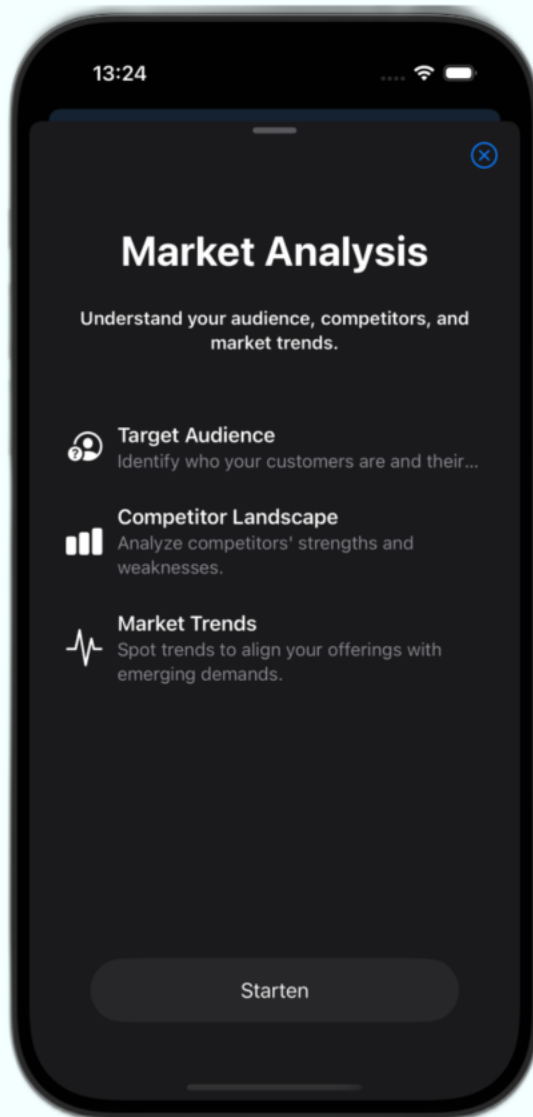 13:24
Market Analysis
Understand your audience, competitors, and
market trends.
Target Audience
Identify who your customers are and their...
Competitor Landscape
Analyze competitors' strengths and
weaknesses.
Market Trends
Spot trends to align your offerings with
emerging demands.
Starten